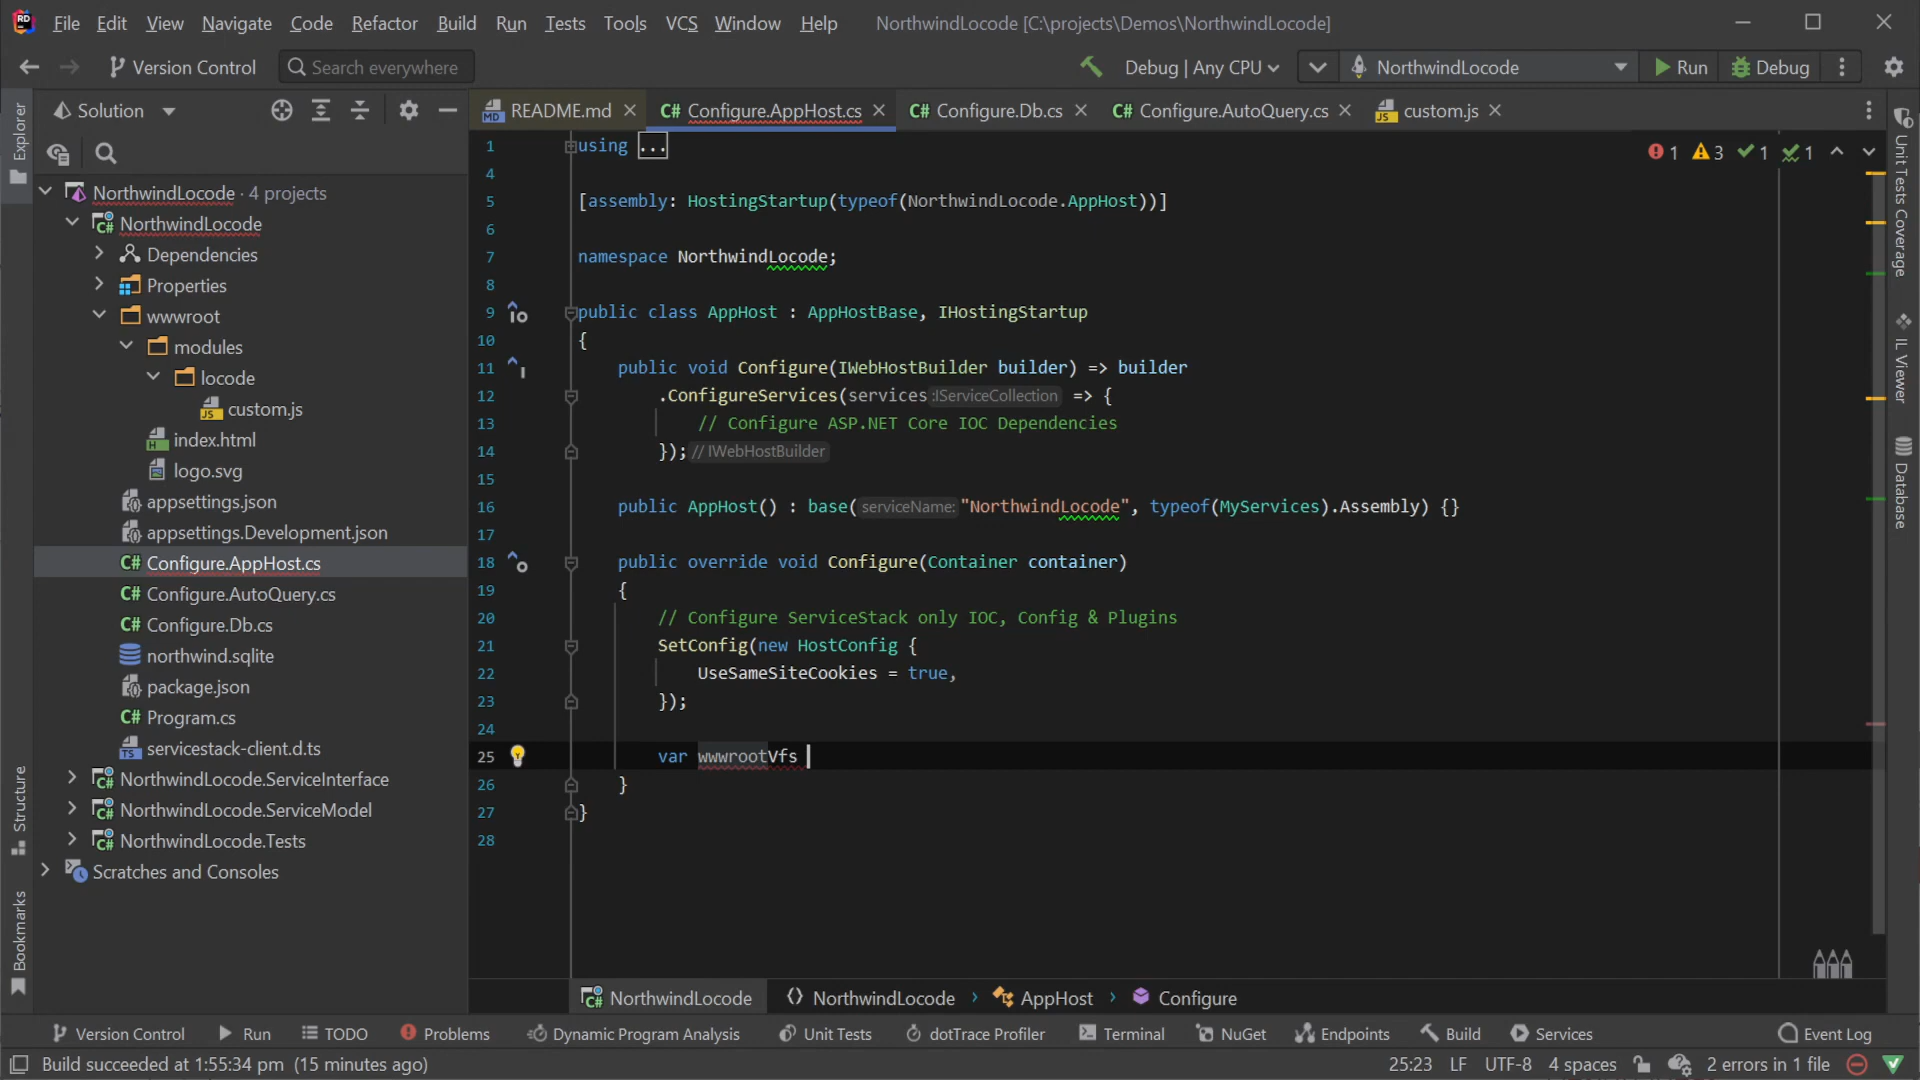 File Edit View Navigate Code Refactor Build Run Tests Tools VCS Window Help NorthwindLocode [C:\projects\Demos\NorthwindLocode]
Version Control Search everywhere Debug | Any CPU NorthwindLocode Run Debug
Solution README.md Configure.AppHost.cs Configure.Db.cs Configure.AutoQuery.cs custom.js
Explorer
Structure
Bookmarks
NorthwindLocode · 4 projects
NorthwindLocode
Dependencies
Properties
wwwroot
modules
locode
custom.js
index.html
logo.svg
appsettings.json
appsettings.Development.json
Configure.AppHost.cs
Configure.AutoQuery.cs
Configure.Db.cs
northwind.sqlite
package.json
Program.cs
servicestack-client.d.ts
NorthwindLocode.ServiceInterface
NorthwindLocode.ServiceModel
NorthwindLocode.Tests
Scratches and Consoles
1 using ...
1 3 1 1
4
5 [assembly: HostingStartup(typeof(NorthwindLocode.AppHost))]
6
7 namespace NorthwindLocode;
8
9 public class AppHost : AppHostBase, IHostingStartup
10 {
11 public void Configure(IWebHostBuilder builder) => builder
12 .ConfigureServices(services :IServiceCollection => {
13 // Configure ASP.NET Core IOC Dependencies
14 }); // IWebHostBuilder
15
16 public AppHost() : base( serviceName: "NorthwindLocode", typeof(MyServices).Assembly) {}
17
18 public override void Configure(Container container)
19 {
20 // Configure ServiceStack only IOC, Config & Plugins
21 SetConfig(new HostConfig {
22 UseSameSiteCookies = true,
23 });
24
25 var wwwrootVfs
26 }
27 }
28
Unit Tests Coverage
IL Viewer
Database
NorthwindLocode NorthwindLocode › AppHost › Configure
Version Control Run TODO Problems Dynamic Program Analysis Unit Tests dotTrace Profiler Terminal NuGet Endpoints Build Services Event Log
Build succeeded at 1:55:34 pm (15 minutes ago) 25:23 LF UTF-8 4 spaces 2 errors in 1 file